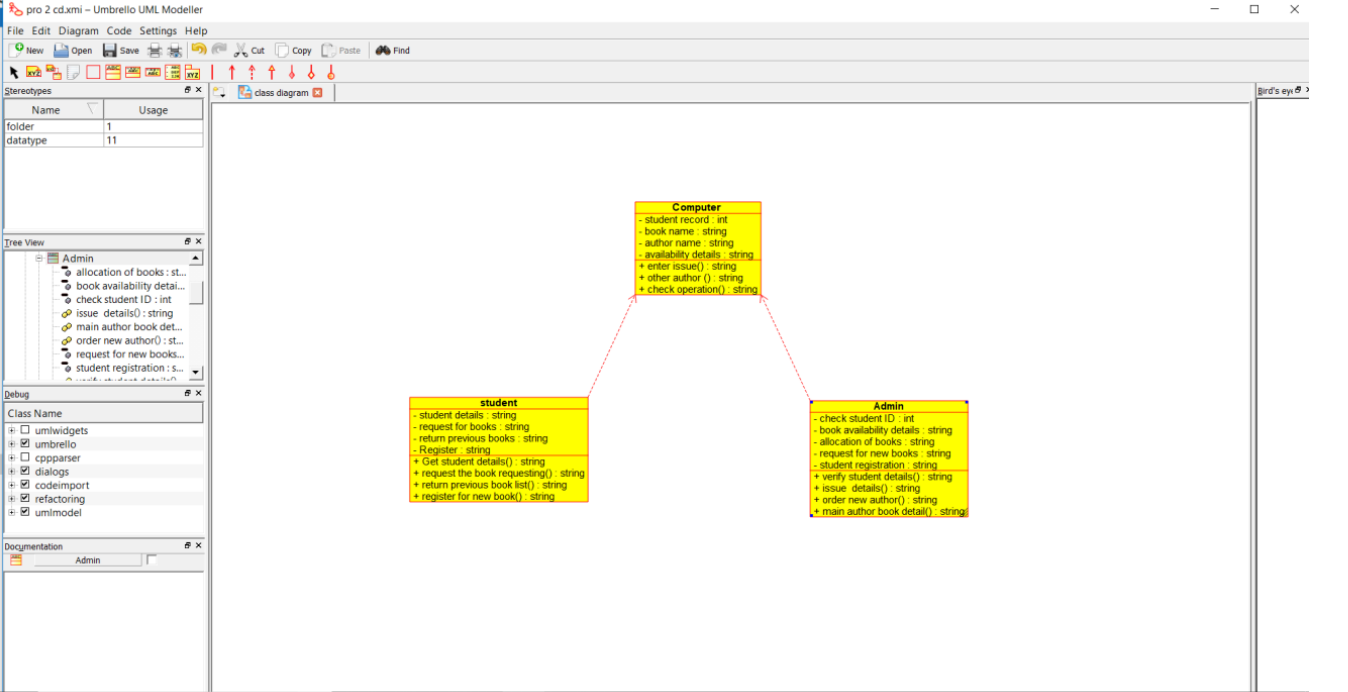 pro 2 cd.xmi – Umbrello UML Modeller
File Edit Diagram Code Settings Help
New Open Save Cut Copy Paste Find
Stereotypes
Name Usage
folder 1
datatype 11
Tree View
Admin
allocation of books : st...
book availability detai...
check student ID : int
issue details() : string
main author book det...
order new author() : st...
request for new books...
student registration : s...
Debug
Class Name
umlwidgets
umbrello
cppparser
dialogs
codeimport
refactoring
umlmodel
Documentation
Admin
class diagram
Computer
- student record : int
- book name : string
- author name : string
- availability details : string
+ enter issue() : string
+ other author () : string
+ check operation() : string
student
- student details : string
- request for books : string
- return previous books : string
- Register : string
+ Get student details() : string
+ request the book requesting() : string
+ return previous book list() : string
+ register for new book() : string
Admin
- check student ID : int
- book availability details : string
- allocation of books : string
- request for new books : string
- student registration : string
+ verify student details() : string
+ issue details() : string
+ order new author() : string
+ main author book detail() : string
Bird's eye